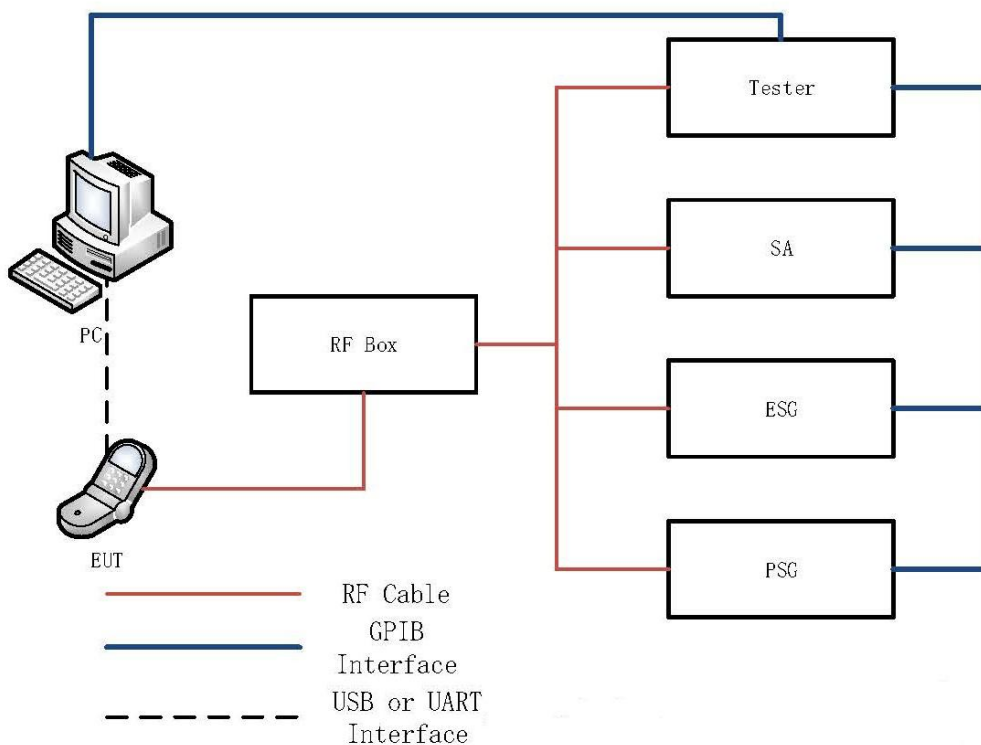 Tester
SA
RF Box
PC
ESG
EUT
PSG
RF Cable
GPIB
Interface
USB or UART
Interface